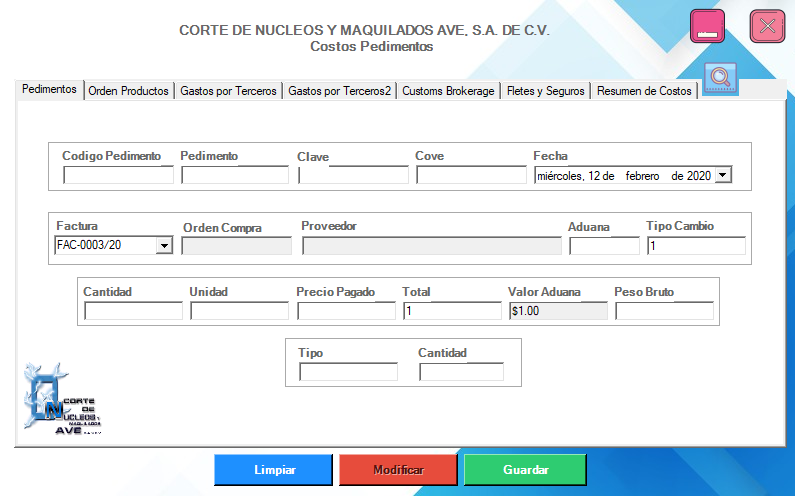 CORTE DE NUCLEOS Y MAQUILADOS AVE, S.A. DE C.V.
Costos Pedimentos
Pedimentos Orden Productos Gastos por Terceros Gastos por Terceros2 Customs Brokerage Fletes y Seguros Resumen de Costos
Codigo Pedimento Pedimento Clave Cove Fecha
miércoles, 12 de febrero de 2020
Factura Orden Compra Proveedor Aduana Tipo Cambio
FAC-0003/20 1
Cantidad Unidad Precio Pagado Total Valor Aduana Peso Bruto
1 $1.00
Tipo Cantidad
CORTE
DE
NUCLEOS Y
MAQUILADOS
AVE
Limpiar Modificar Guardar